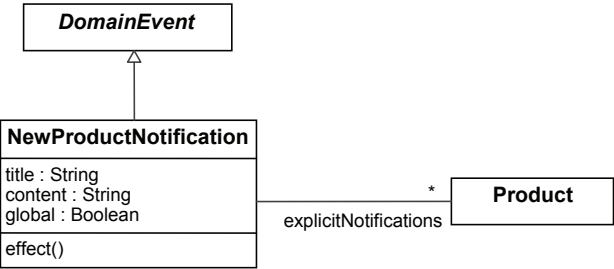 DomainEvent
NewProductNotification
title : String
content : String
global : Boolean
effect()
*
explicitNotifications
Product